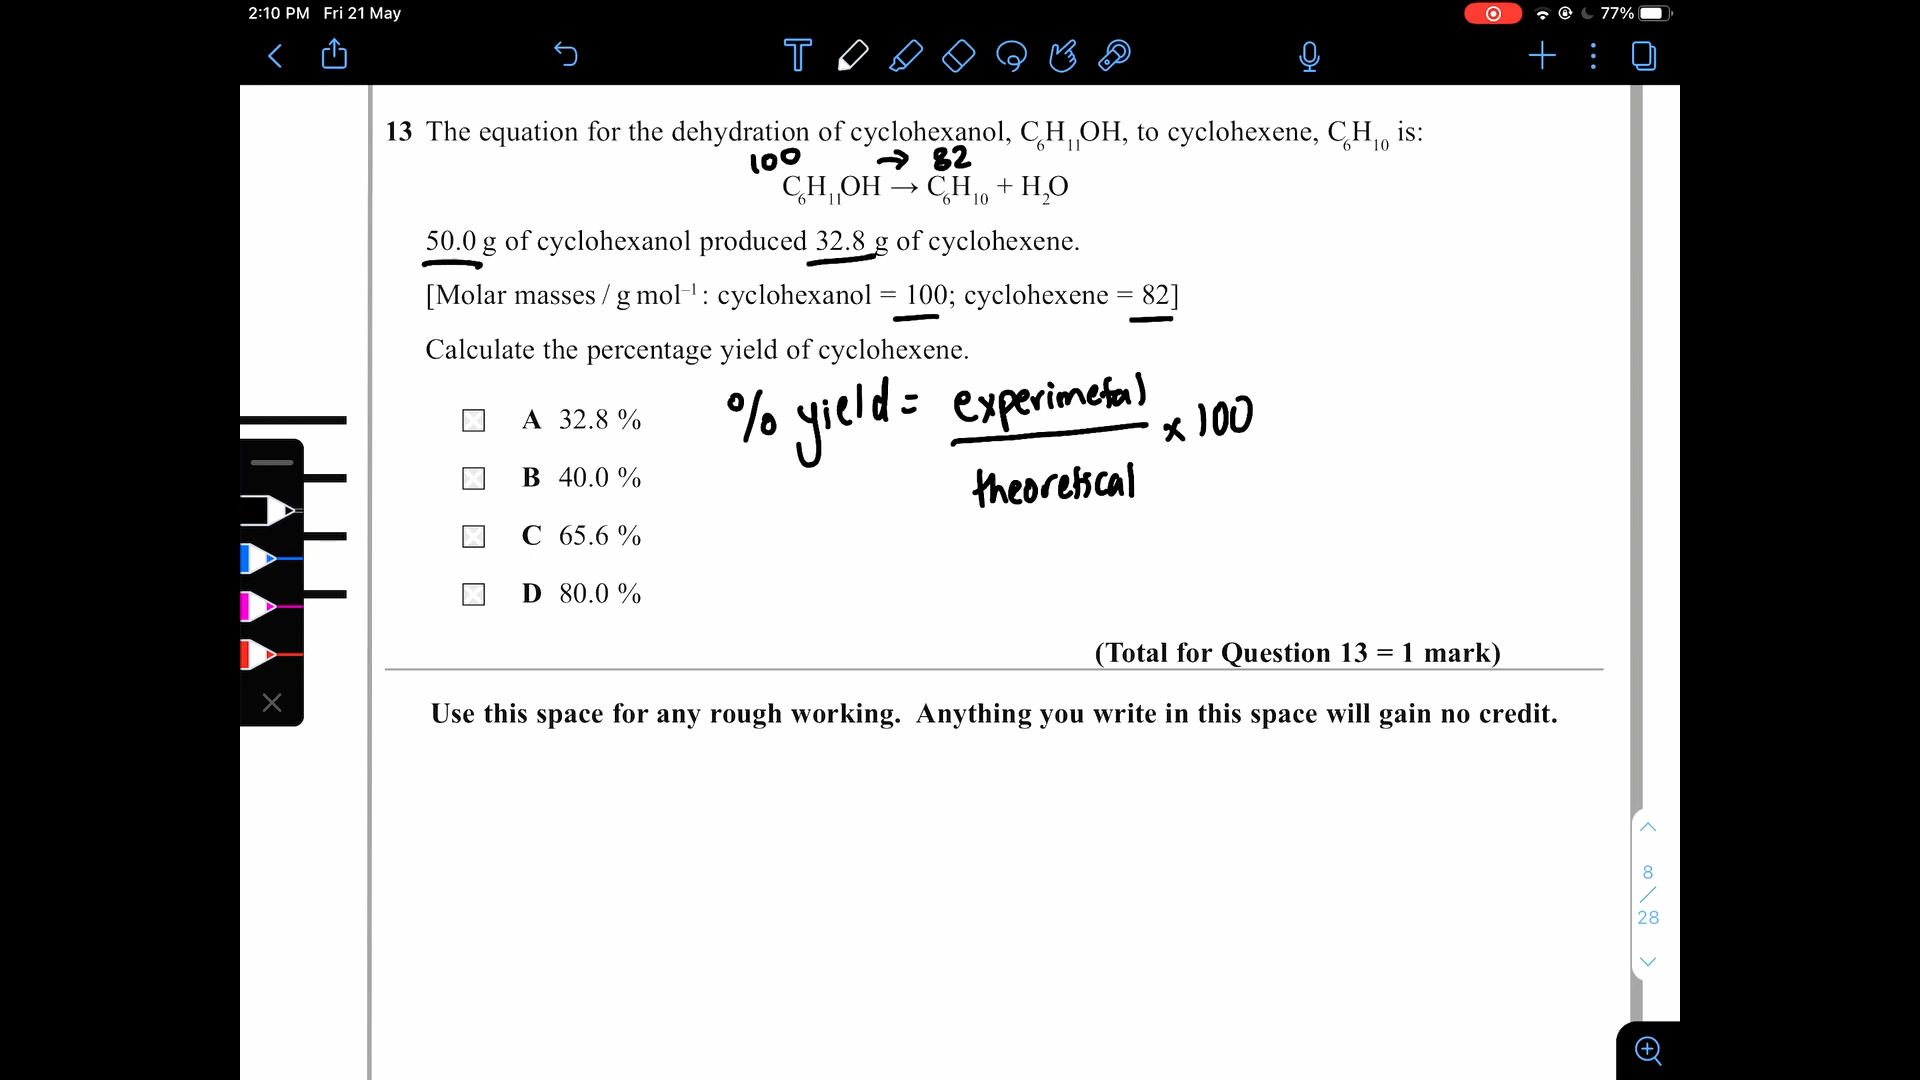 2:10 PM Fri 21 May
77%
13 The equation for the dehydration of cyclohexanol, C₆H₁₁OH, to cyclohexene, C₆H₁₀ is:
100 → 82
C₆H₁₁OH → C₆H₁₀ + H₂O
50.0 g of cyclohexanol produced 32.8 g of cyclohexene.
[Molar masses / g mol⁻¹ : cyclohexanol = 100; cyclohexene = 82]
Calculate the percentage yield of cyclohexene.
% yield = experimetal
x 100
theoretical
A 32.8 %
B 40.0 %
C 65.6 %
D 80.0 %
(Total for Question 13 = 1 mark)
Use this space for any rough working. Anything you write in this space will gain no credit.
8
/
28